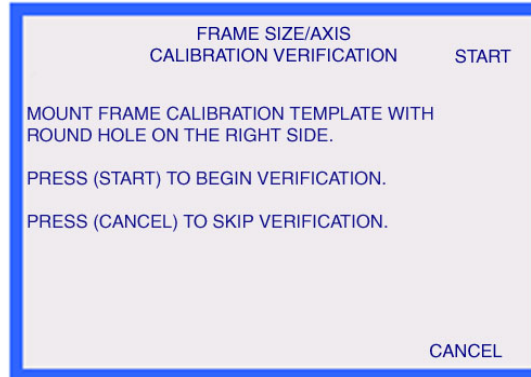 FRAME SIZE/AXIS
CALIBRATION VERIFICATION
START
MOUNT FRAME CALIBRATION TEMPLATE WITH
ROUND HOLE ON THE RIGHT SIDE.
PRESS (START) TO BEGIN VERIFICATION.
PRESS (CANCEL) TO SKIP VERIFICATION.
CANCEL